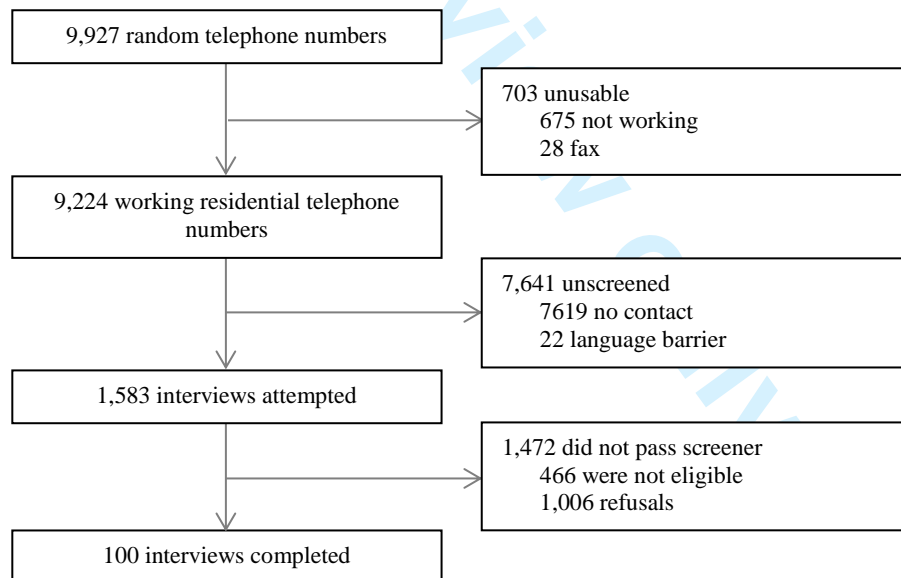 9,927 random telephone numbers
703 unusable
675 not working
28 fax
9,224 working residential telephone
numbers
7,641 unscreened
7619 no contact
22 language barrier
1,583 interviews attempted
1,472 did not pass screener
466 were not eligible
1,006 refusals
100 interviews completed